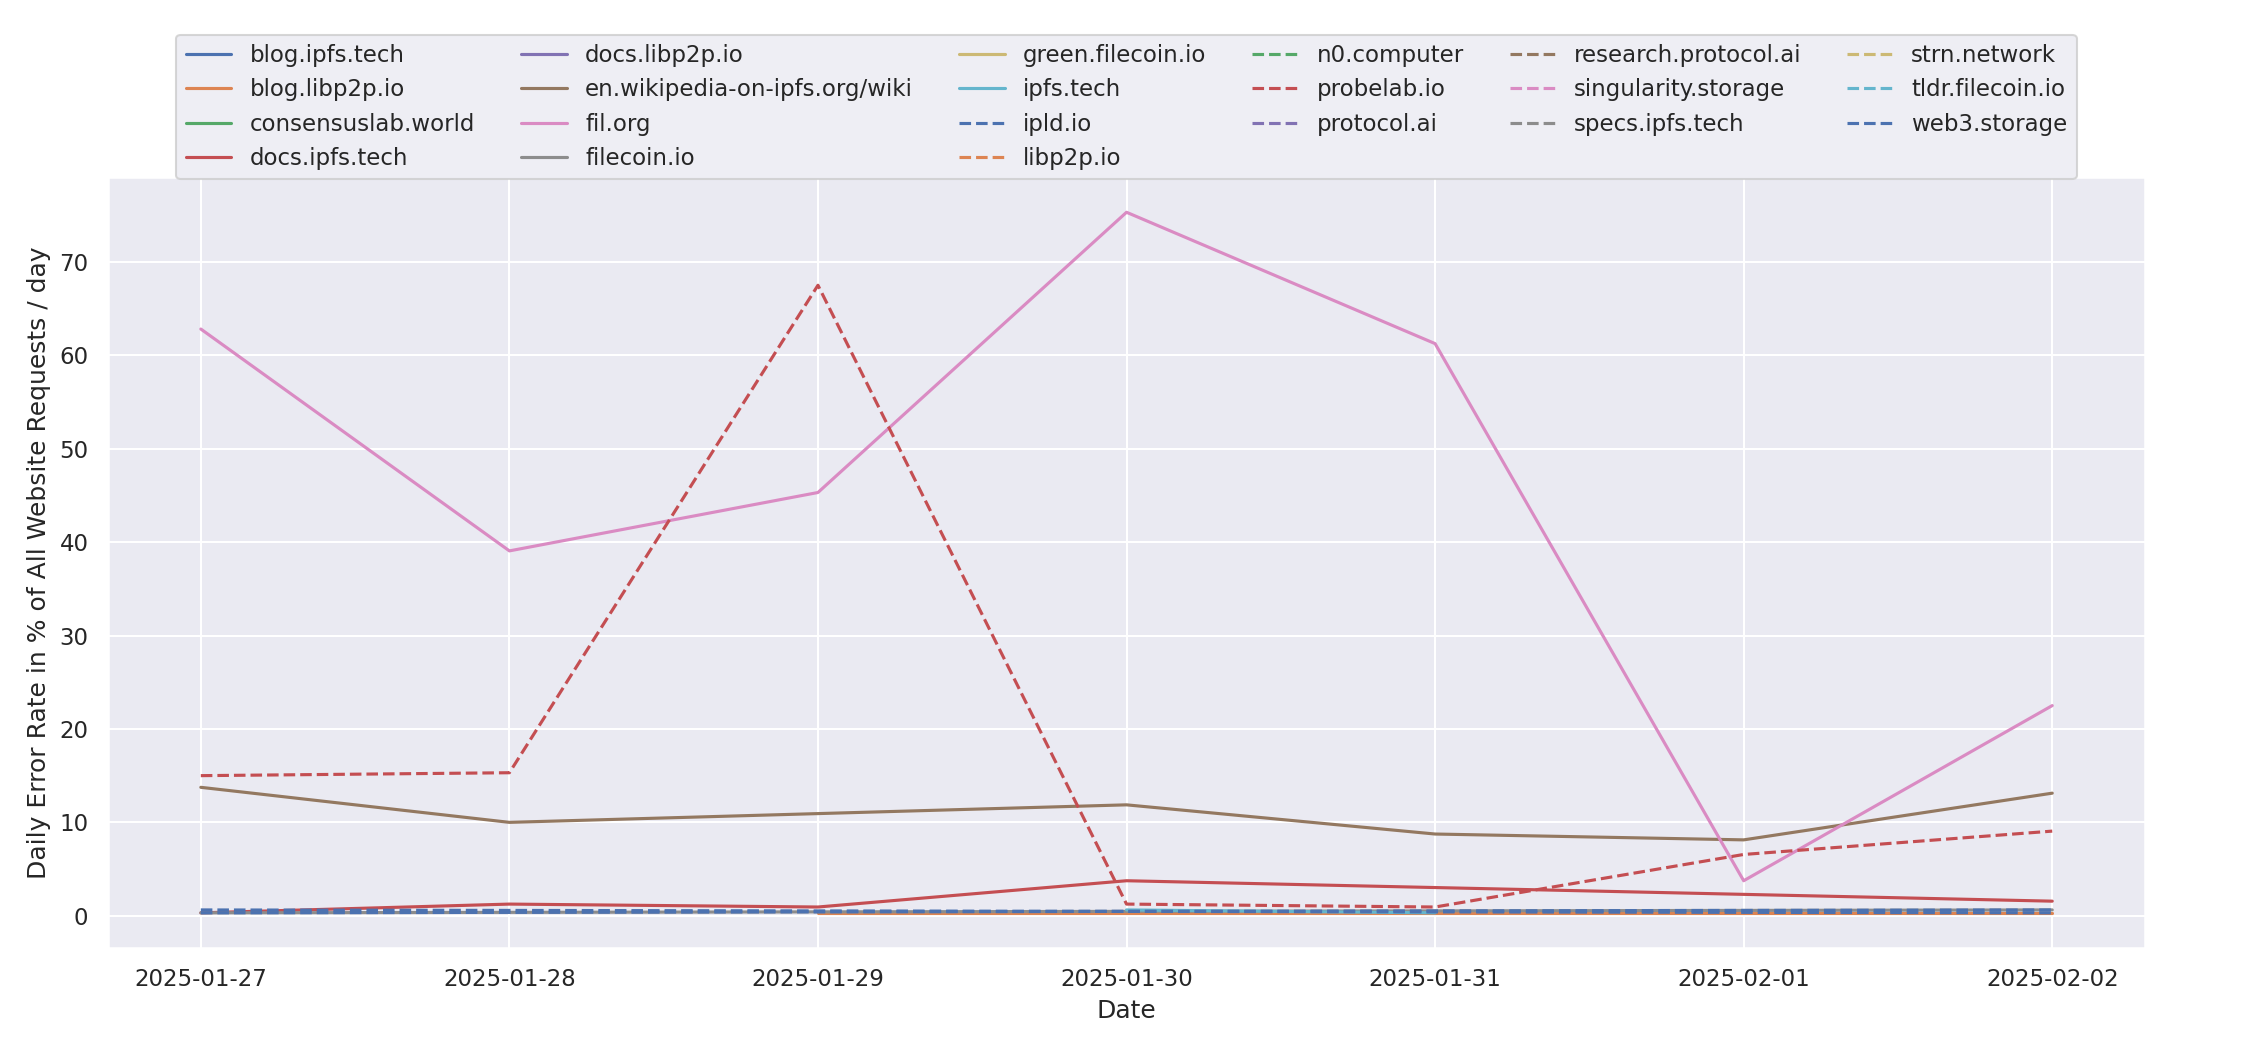 blog.ipfs.tech
blog.libp2p.io
consensuslab.world
docs.ipfs.tech
docs.libp2p.io
en.wikipedia-on-ipfs.org/wiki
fil.org
filecoin.io
green.filecoin.io
ipfs.tech
ipld.io
libp2p.io
n0.computer
probelab.io
protocol.ai
research.protocol.ai
singularity.storage
specs.ipfs.tech
strn.network
tldr.filecoin.io
web3.storage
Daily Error Rate in % of All Website Requests / day
70
60
50
40
30
20
10
0
2025-01-27
2025-01-28
2025-01-29
2025-01-30
2025-01-31
2025-02-01
2025-02-02
Date